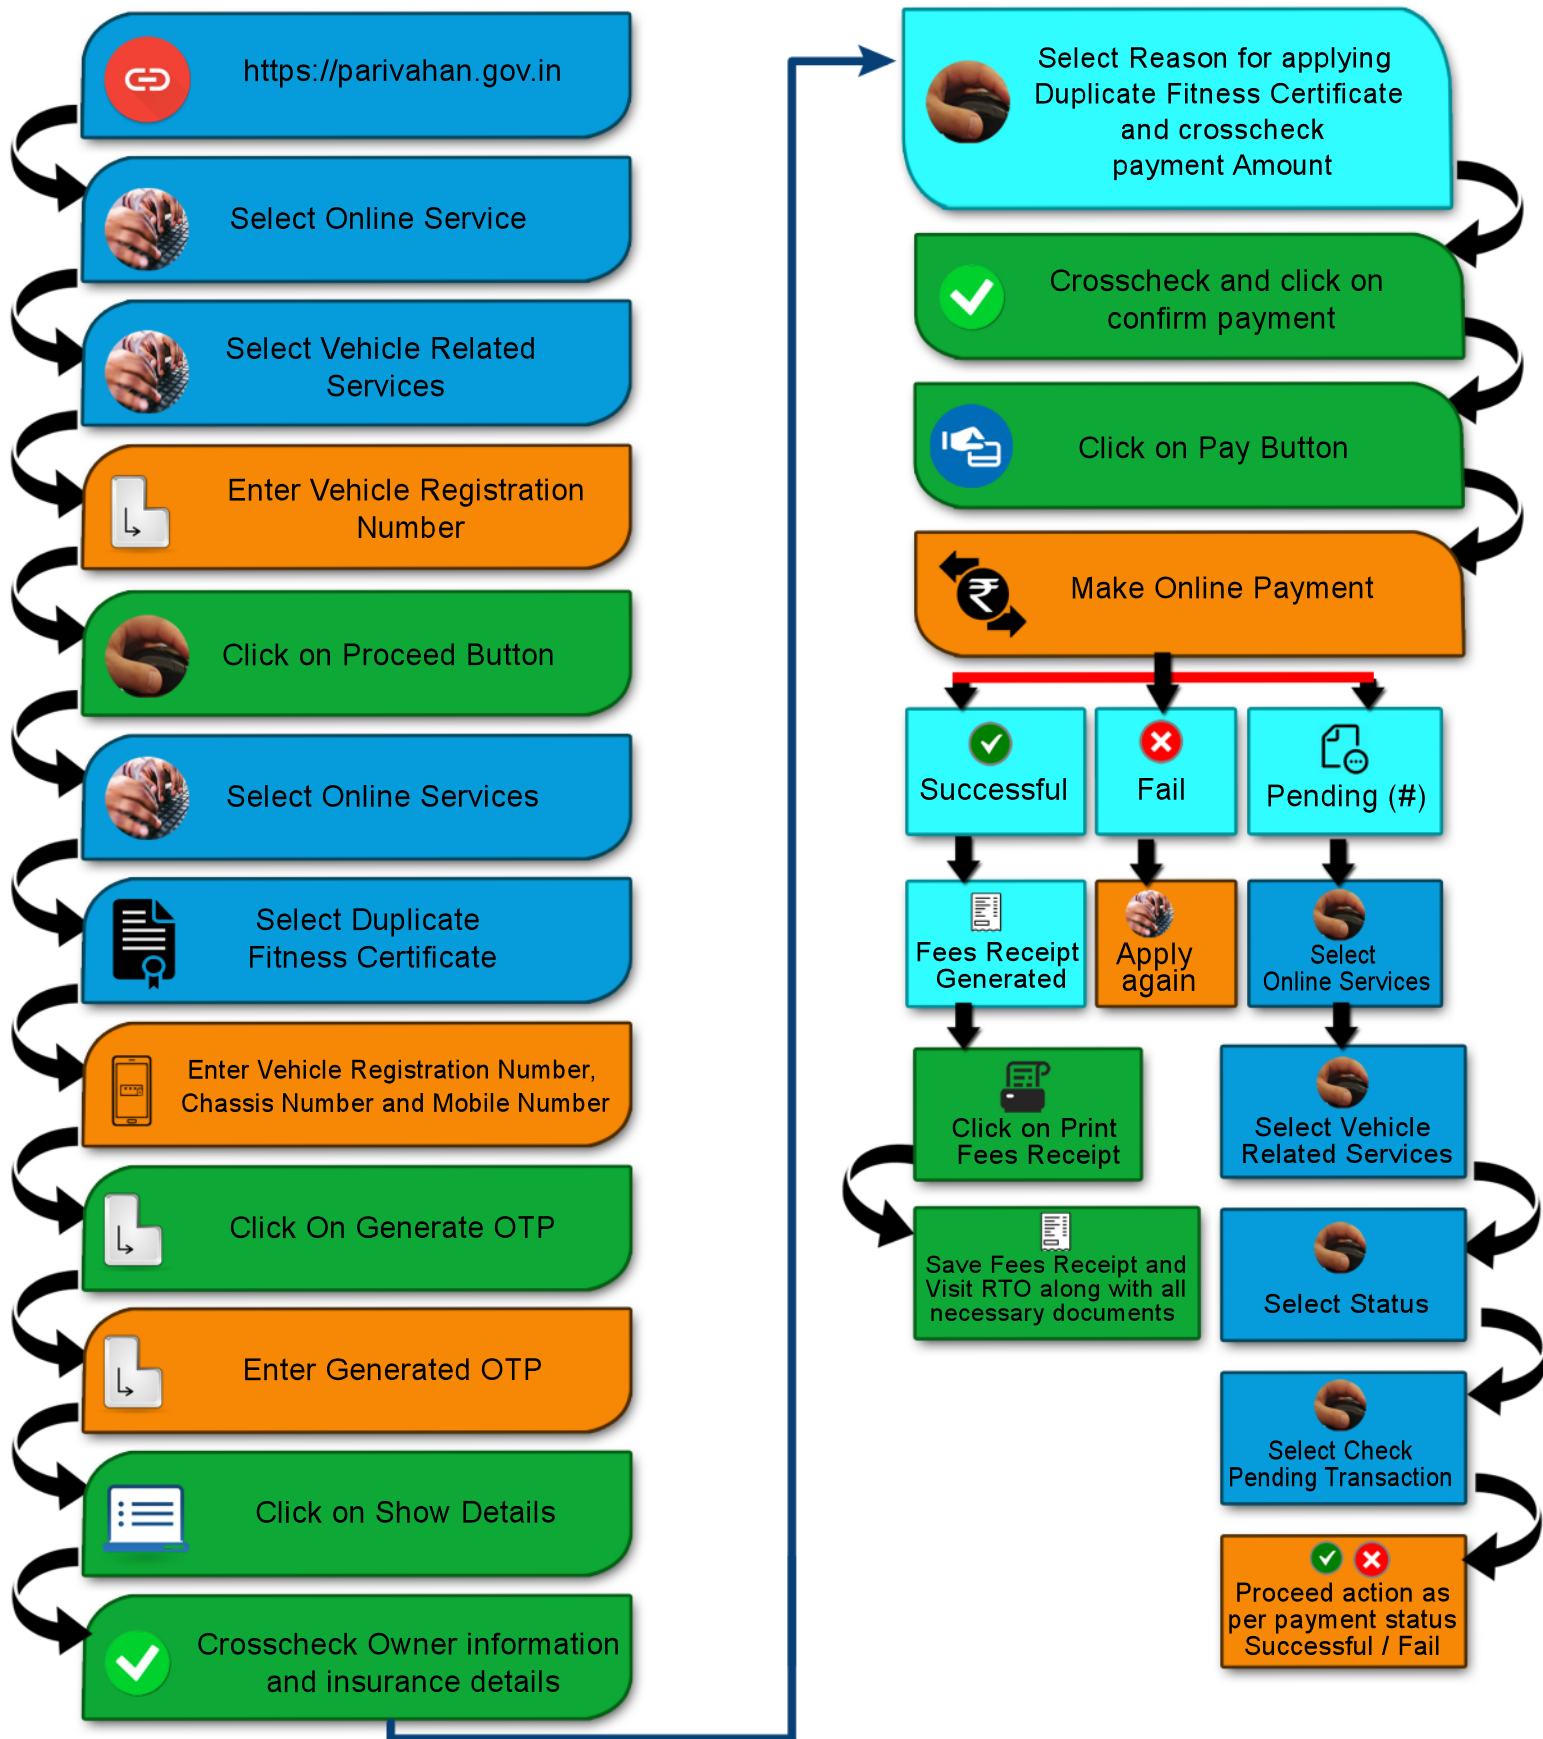 https://parivahan.gov.in
Select Online Service
Select Vehicle Related
Services
Enter Vehicle Registration
Number
Click on Proceed Button
Select Online Services
Select Duplicate
Fitness Certificate
Enter Vehicle Registration Number,
Chassis Number and Mobile Number
Click On Generate OTP
Enter Generated OTP
Click on Show Details
Crosscheck Owner information
and insurance details
Select Reason for applying
Duplicate Fitness Certificate
and crosscheck
payment Amount
Crosscheck and click on
confirm payment
Click on Pay Button
Make Online Payment
Successful
Fail
Pending (#)
Fees Receipt
Generated
Apply
again
Select
Online Services
Click on Print
Fees Receipt
Select Vehicle
Related Services
Save Fees Receipt and
Visit RTO along with all
necessary documents
Select Status
Select Check
Pending Transaction
Proceed action as
per payment status
Successful / Fail